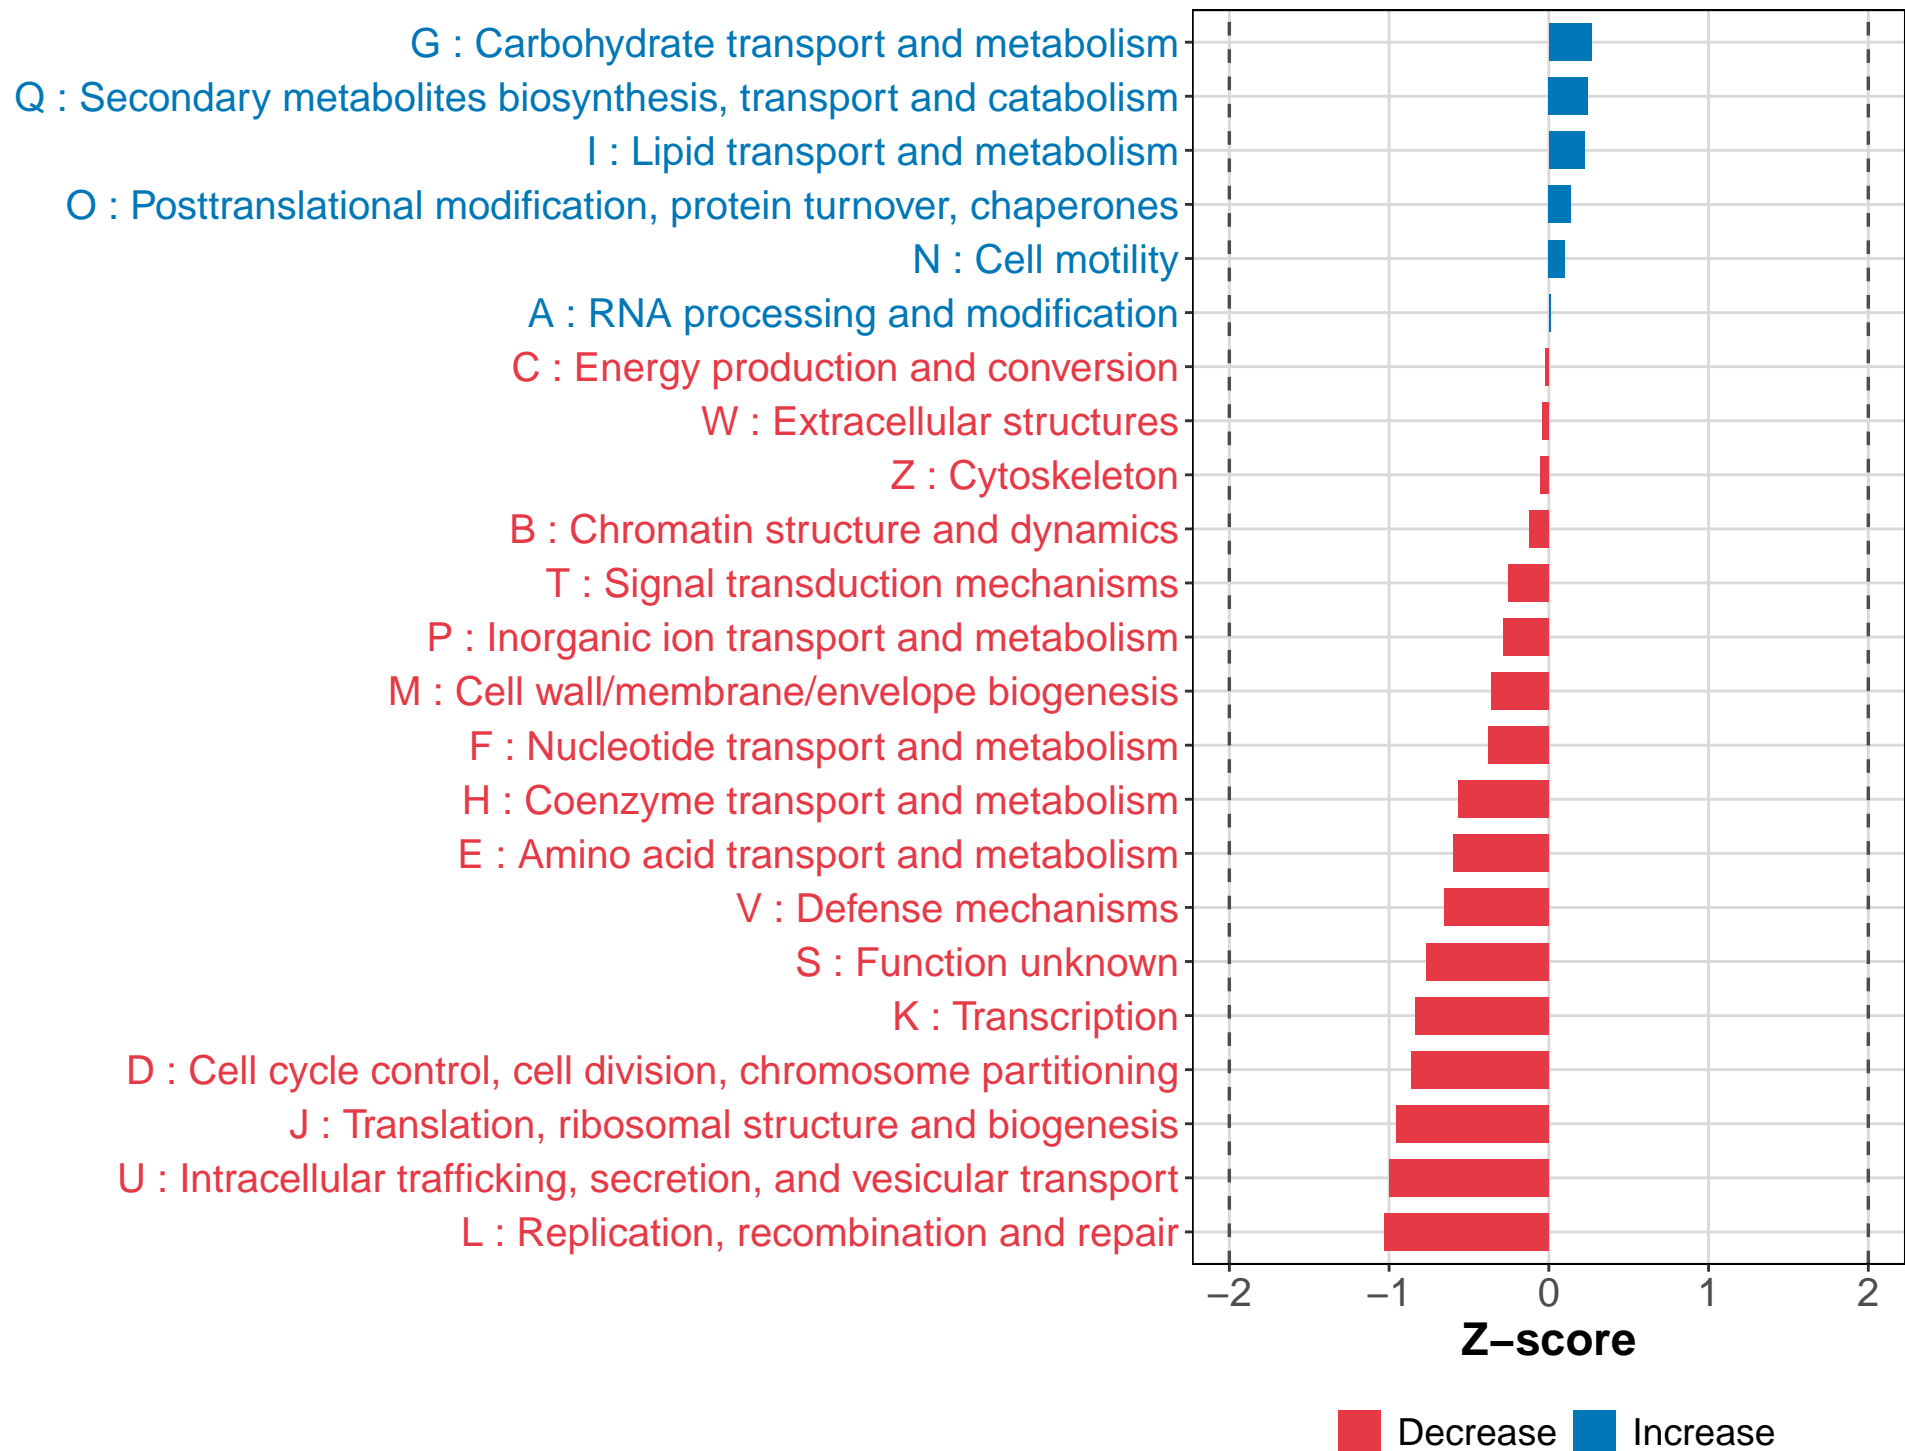 G : Carbohydrate transport and metabolism
Q : Secondary metabolites biosynthesis, transport and catabolism
I : Lipid transport and metabolism
O : Posttranslational modification, protein turnover, chaperones
N : Cell motility
A : RNA processing and modification
C : Energy production and conversion
W : Extracellular structures
Z : Cytoskeleton
B : Chromatin structure and dynamics
T : Signal transduction mechanisms
P : Inorganic ion transport and metabolism
M : Cell wall/membrane/envelope biogenesis
F : Nucleotide transport and metabolism
H : Coenzyme transport and metabolism
E : Amino acid transport and metabolism
V : Defense mechanisms
S : Function unknown
K : Transcription
D : Cell cycle control, cell division, chromosome partitioning
J : Translation, ribosomal structure and biogenesis
U : Intracellular trafficking, secretion, and vesicular transport
L : Replication, recombination and repair
−2 −1 0 1 2
Z−score
Decrease Increase